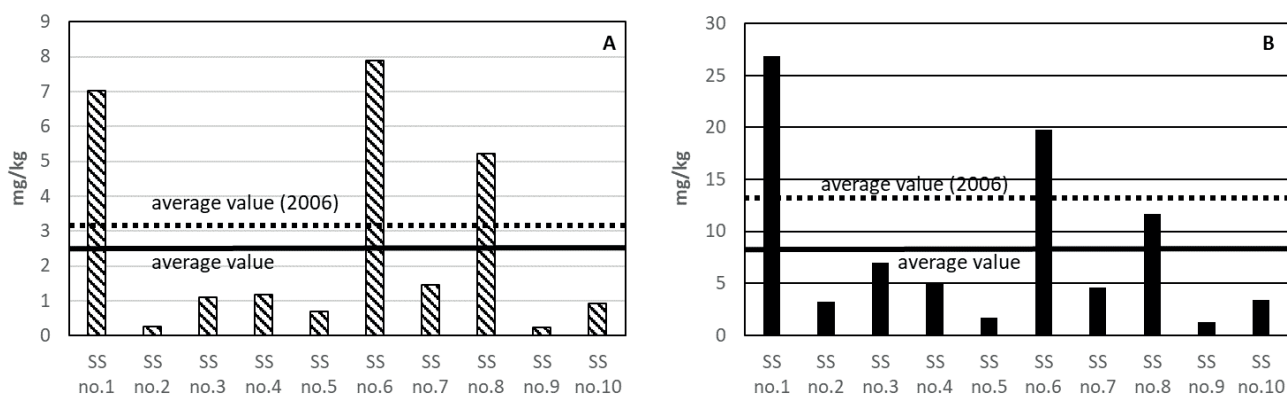 A
mg/kg
9
8
7
6
5
4
3
2
1
0
average value (2006)
average value
SS no.1
SS no.2
SS no.3
SS no.4
SS no.5
SS no.6
SS no.7
SS no.8
SS no.9
SS no.10
B
mg/kg
30
25
20
15
10
5
0
average value (2006)
average value
SS no.1
SS no.2
SS no.3
SS no.4
SS no.5
SS no.6
SS no.7
SS no.8
SS no.9
SS no.10